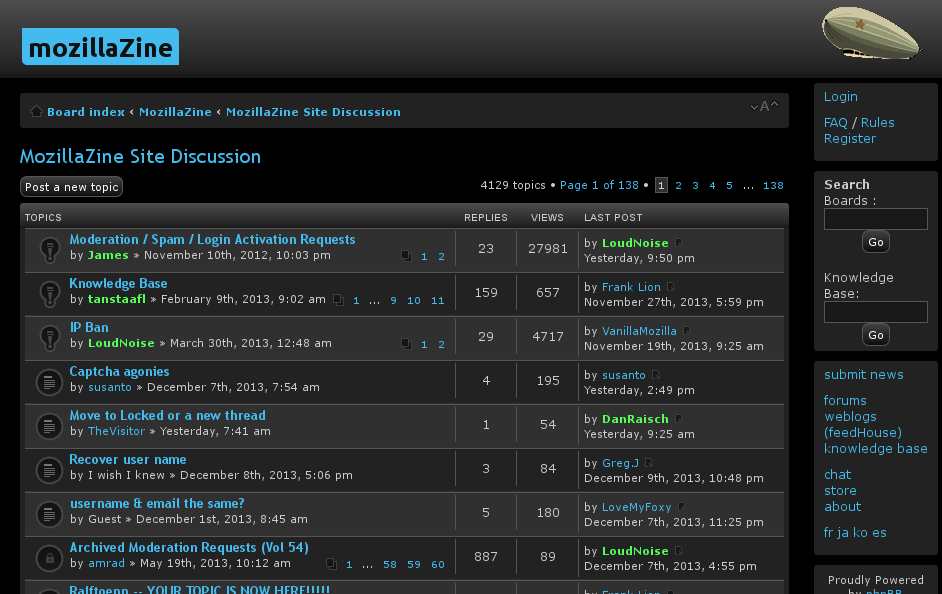 mozillaZine
Board index ‹ MozillaZine ‹ MozillaZine Site Discussion
A
MozillaZine Site Discussion
Post a new topic
4129 topics • Page 1 of 138 • 1 2 3 4 5 ... 138
TOPICS REPLIES VIEWS LAST POST
Moderation / Spam / Login Activation Requests
by James » November 10th, 2012, 10:03 pm 1 2
23 27981
by LoudNoise
Yesterday, 9:50 pm
Knowledge Base
by tanstaafl » February 9th, 2013, 9:02 am 1 ... 9 10 11
159 657
by Frank Lion
November 27th, 2013, 5:59 pm
IP Ban
by LoudNoise » March 30th, 2013, 12:48 am 1 2
29 4717
by VanillaMozilla
November 19th, 2013, 9:25 am
Captcha agonies
by susanto » December 7th, 2013, 7:54 am
4 195
by susanto
Yesterday, 2:49 pm
Move to Locked or a new thread
by TheVisitor » Yesterday, 7:41 am
1 54
by DanRaisch
Yesterday, 9:25 am
Recover user name
by I wish I knew » December 8th, 2013, 5:06 pm
3 84
by Greg.J
December 9th, 2013, 10:48 pm
username & email the same?
by Guest » December 1st, 2013, 8:45 am
5 180
by LoveMyFoxy
December 7th, 2013, 11:25 pm
Archived Moderation Requests (Vol 54)
by amrad » May 19th, 2013, 10:12 am 1 ... 58 59 60
887 89
by LoudNoise
December 7th, 2013, 4:55 pm
Ralftoenn -- YOUR TOPIC IS NOW HERE!!!!!
by Frank Lion
Login
FAQ / Rules
Register
Search
Boards :
Go
Knowledge
Base:
Go
submit news
forums
weblogs
(feedHouse)
knowledge base
chat
store
about
fr ja ko es
Proudly Powered
by phpBB